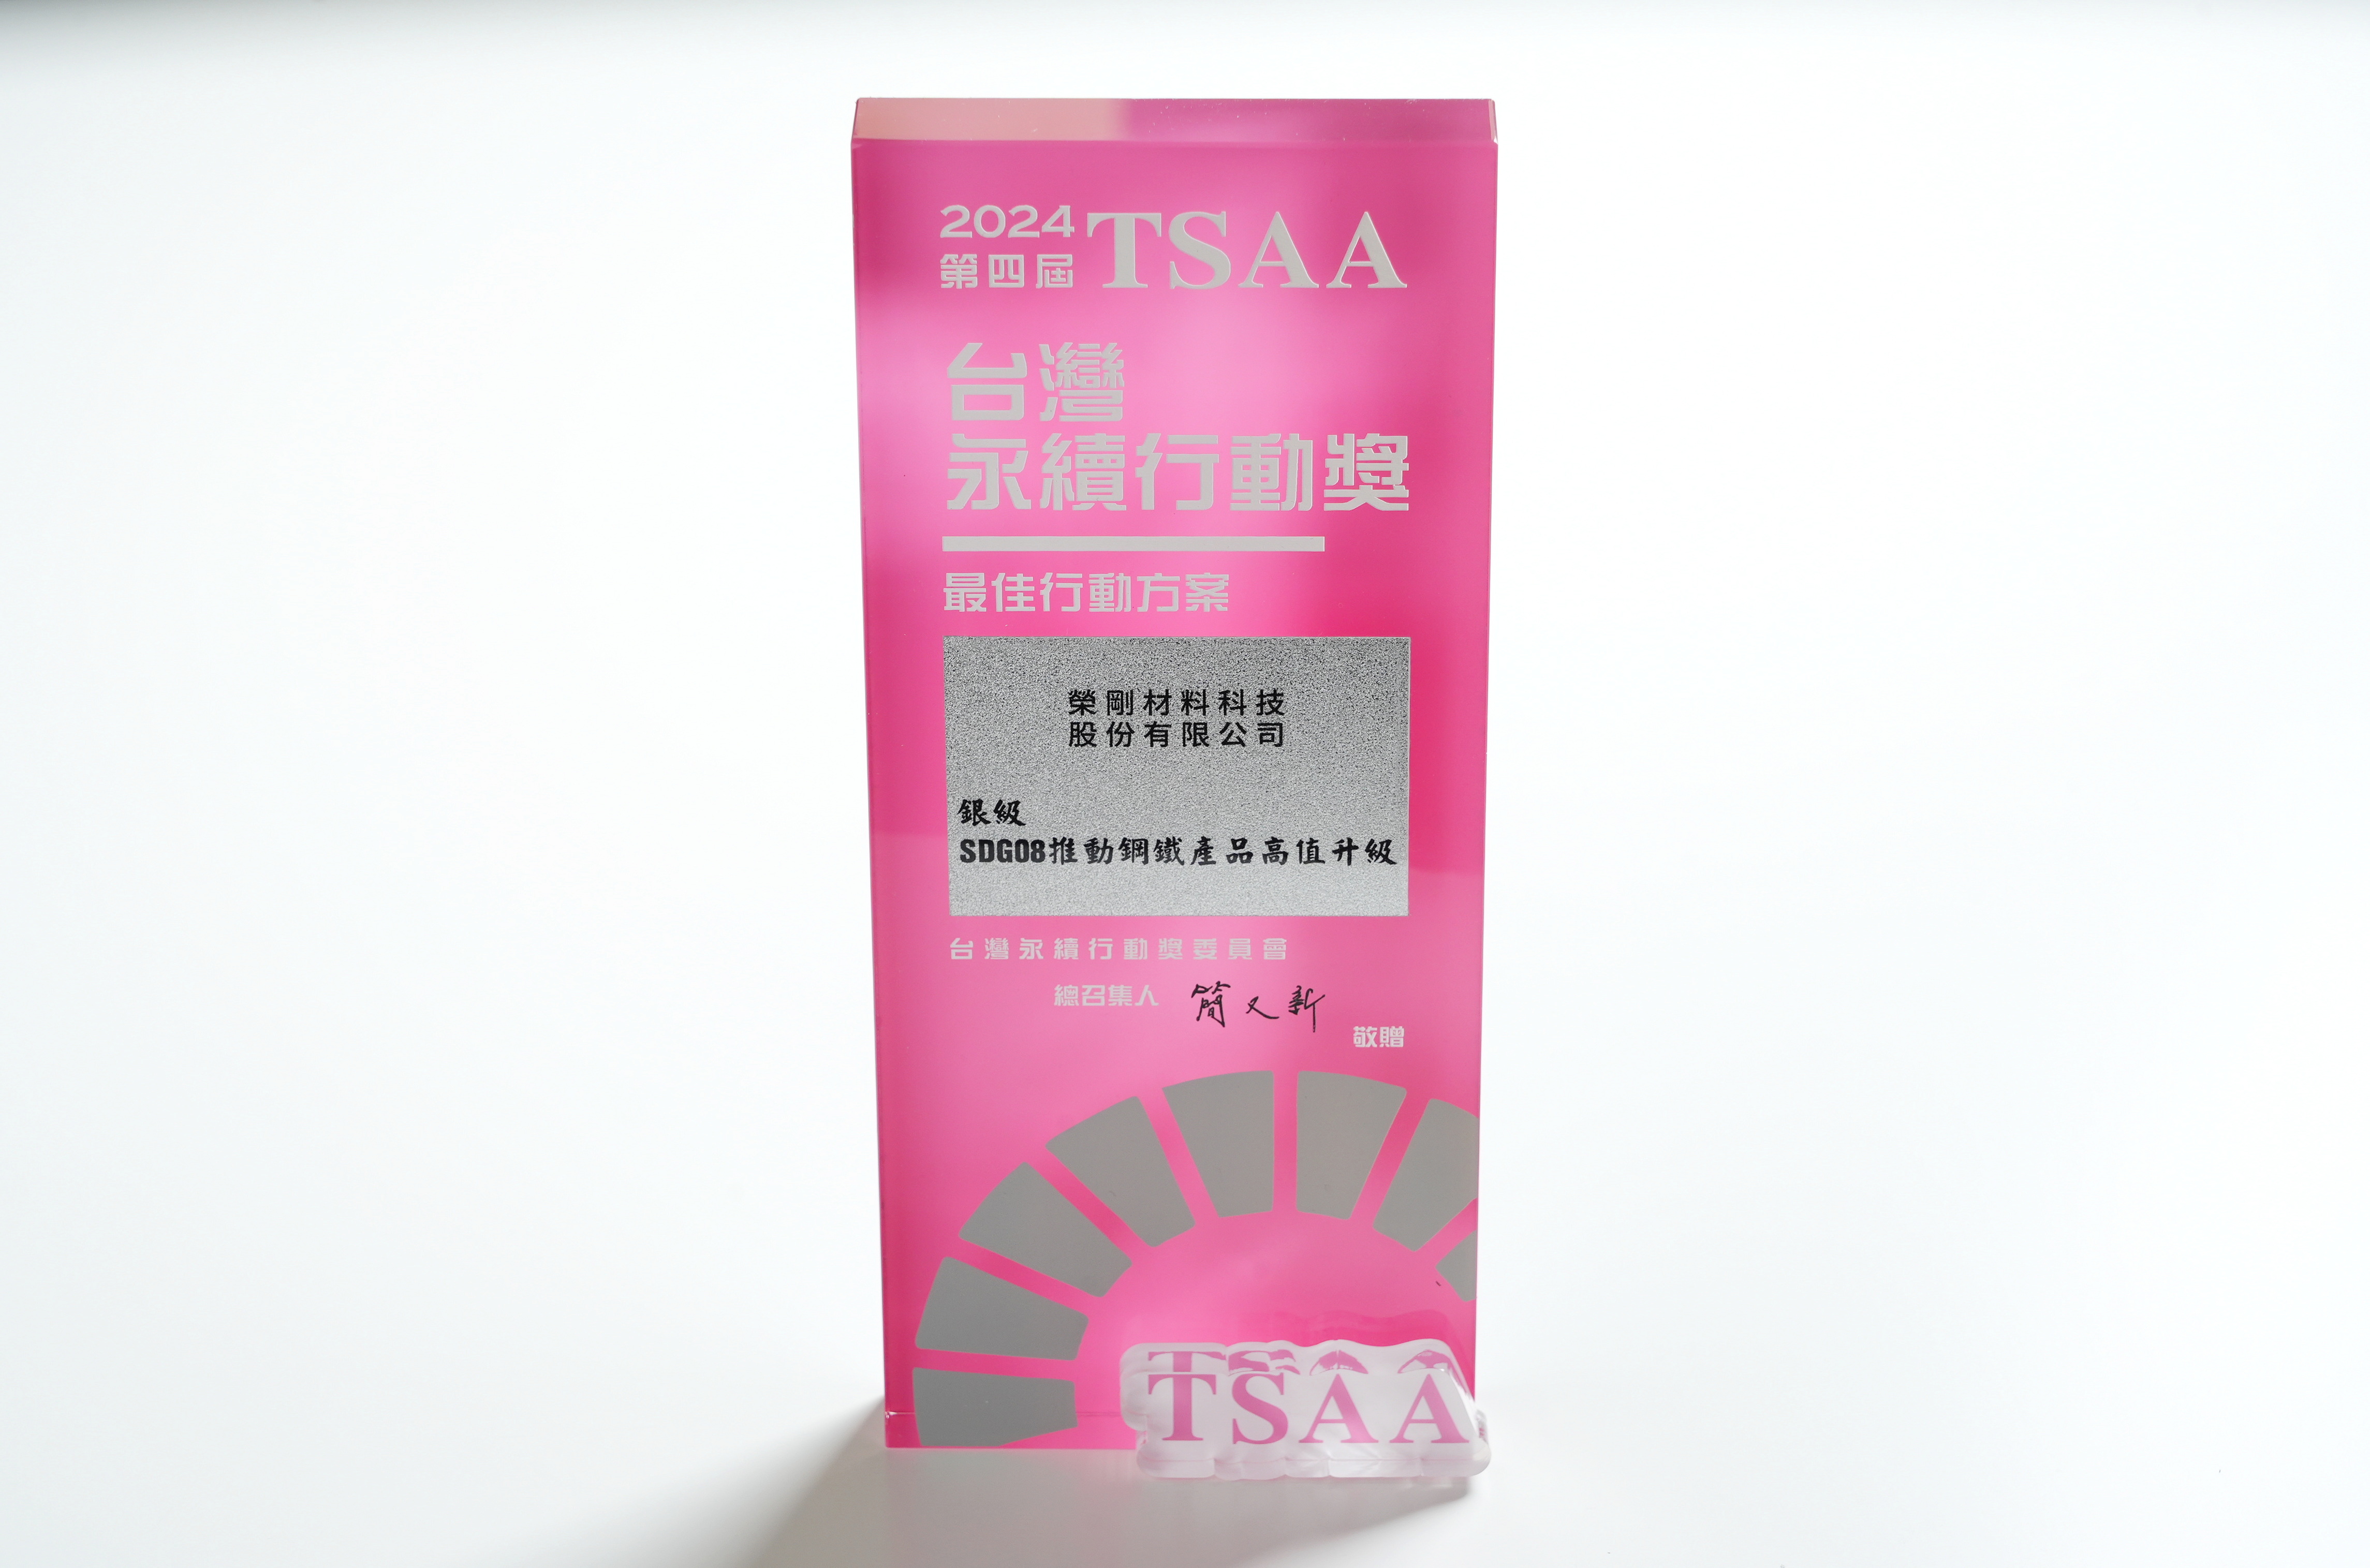 2024
第四屆
TSAA
台灣
永續行動獎
最佳行動方案
榮剛材料科技
股份有限公司
銀級
SDG08推動鋼鐵產品高值升級
台灣永續行動獎委員會
總召集人 簡又新
敬贈
TSAA